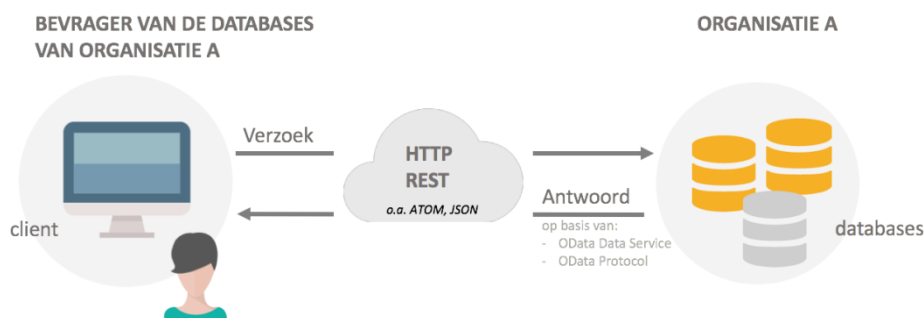 BEVRAGER VAN DE DATABASES
VAN ORGANISATIE A
ORGANISATIE A
Verzoek
HTTP
REST
o.a. ATOM, JSON
Antwoord
op basis van:
- OData Data Service
- OData Protocol
client
databases